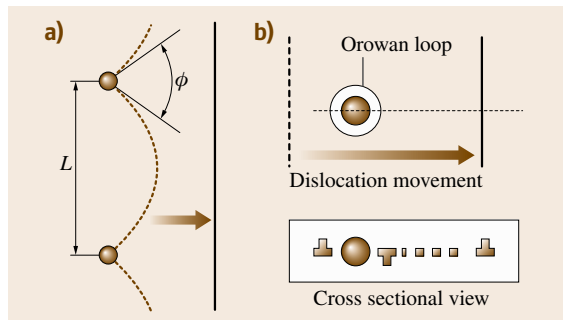 a)
ϕ
L
b)
Orowan loop
Dislocation movement
Cross sectional view